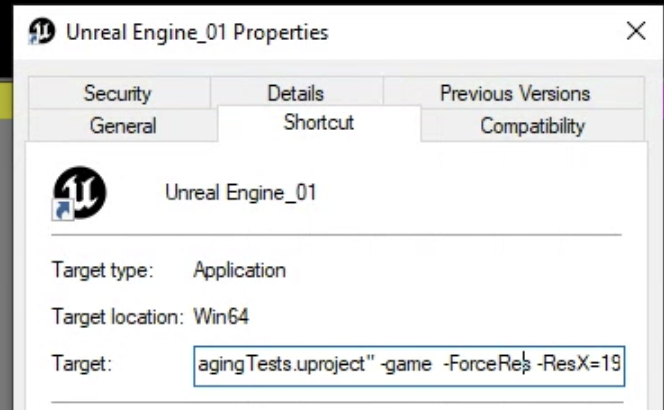 Unreal Engine_01 Properties
Security Details Previous Versions
General Shortcut Compatibility
Unreal Engine_01
Target type: Application
Target location: Win64
Target: agingTests.uproject" -game -ForceRes -ResX=19